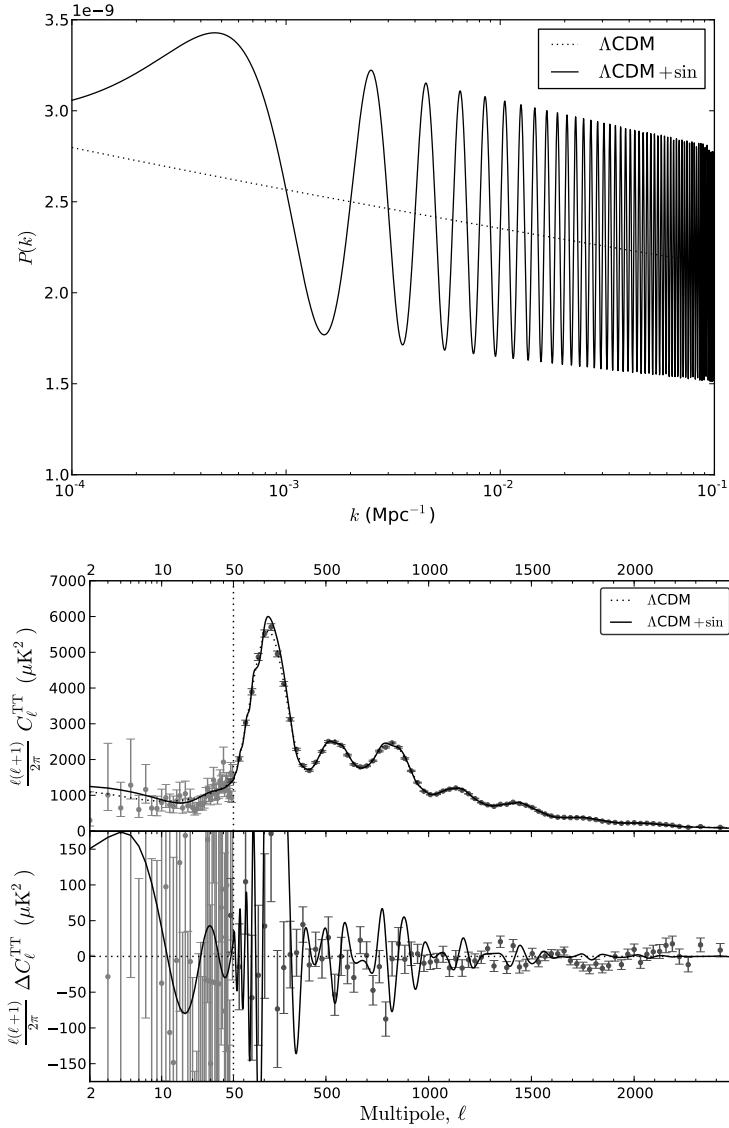 1e−9
3.5
3.0
2.5
2.0
1.5
1.0
P(k)
ΛCDM
ΛCDM +sin
10⁻⁴ 10⁻³ 10⁻² 10⁻¹
k (Mpc⁻¹)
2 10 50 500 1000 1500 2000
7000
6000
5000
4000
3000
2000
1000
0
ℓ(ℓ+1)/2π C_ℓ^TT (μK²)
ΛCDM
ΛCDM +sin
150
100
50
0
−50
−100
−150
ℓ(ℓ+1)/2π ΔC_ℓ^TT (μK²)
2 10 50 500 1000 1500 2000
Multipole, ℓ